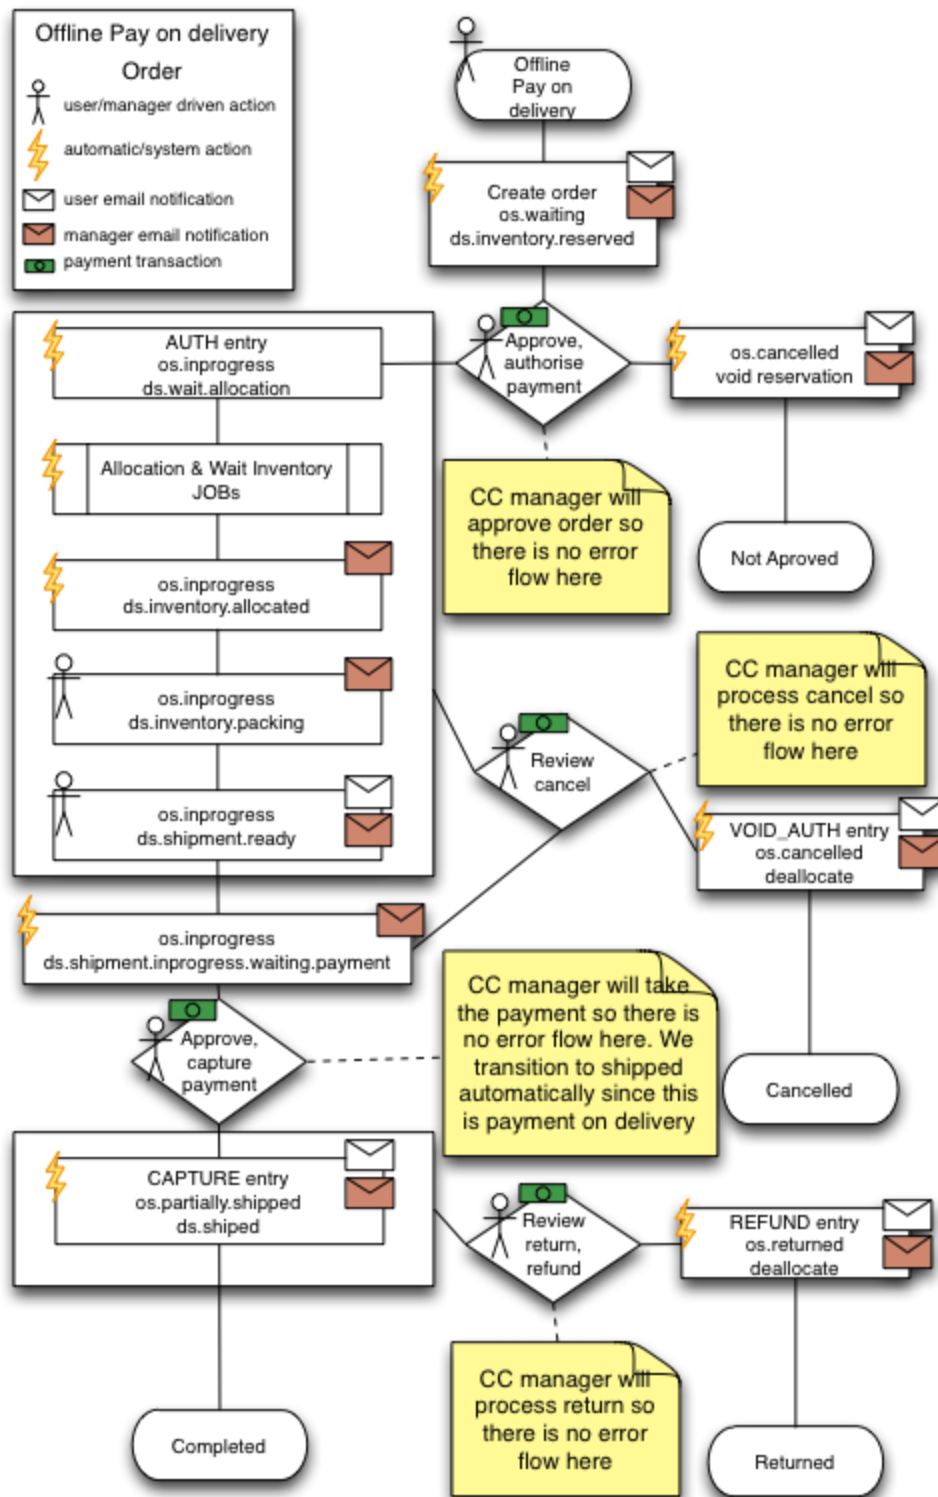 Offline Pay on delivery
Order
user/manager driven action
automatic/system action
user email notification
manager email notification
payment transaction
Offline
Pay on
delivery
Create order
os.waiting
ds.inventory.reserved
Approve,
authorise
payment
os.cancelled
void reservation
Not Aproved
CC manager will
approve order so
there is no error
flow here
AUTH entry
os.inprogress
ds.wait.allocation
Allocation & Wait Inventory
JOBs
os.inprogress
ds.inventory.allocated
os.inprogress
ds.inventory.packing
os.inprogress
ds.shipment.ready
Review
cancel
CC manager will
process cancel so
there is no error
flow here
VOID_AUTH entry
os.cancelled
deallocate
Cancelled
os.inprogress
ds.shipment.inprogress.waiting.payment
Approve,
capture
payment
CC manager will take
the payment so there is
no error flow here. We
transition to shipped
automatically since this
is payment on delivery
CAPTURE entry
os.partially.shipped
ds.shiped
Review
return,
refund
REFUND entry
os.returned
deallocate
CC manager will
process return so
there is no error
flow here
Completed
Returned